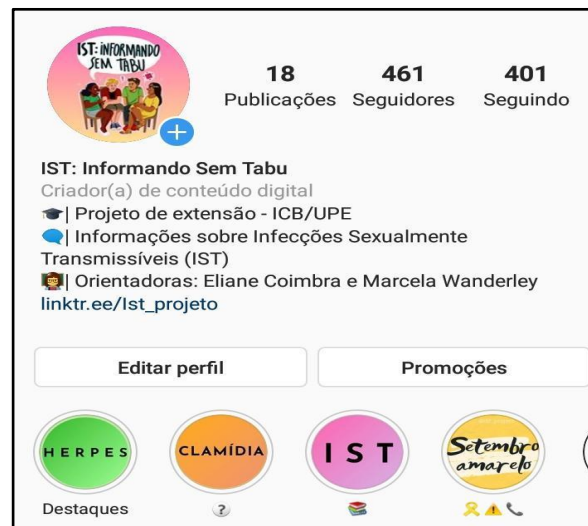 IST: INFORMANDO
SEM TABU
18 461 401
Publicações Seguidores Seguindo
IST: Informando Sem Tabu
Criador(a) de conteúdo digital
🎓| Projeto de extensão - ICB/UPE
🗨️| Informações sobre Infecções Sexualmente
Transmissíveis (IST)
👩‍🏫| Orientadoras: Eliane Coimbra e Marcela Wanderley
linktr.ee/Ist_projeto
Editar perfil Promoções
HERPES CLAMÍDIA IST Setembro
amarelo
Destaques ❔ 📚 🎗️⚠️📞